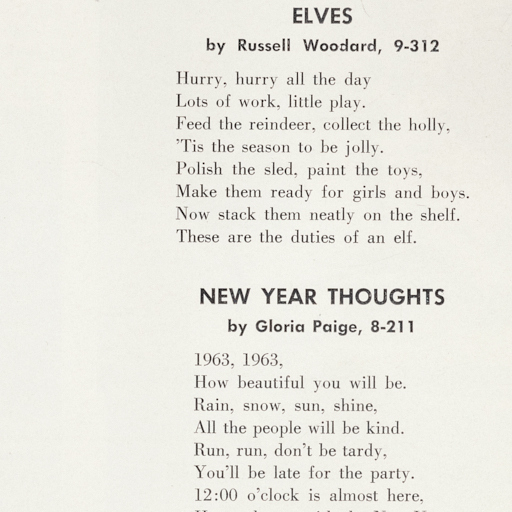 ELVES
by Russell Woodard, 9-312
Hurry, hurry all the day
Lots of work, little play.
Feed the reindeer, collect the holly,
'Tis the season to be jolly.
Polish the sled, paint the toys,
Make them ready for girls and boys.
Now stack them neatly on the shelf.
These are the duties of an elf.
NEW YEAR THOUGHTS
by Gloria Paige, 8-211
1963, 1963,
How beautiful you will be.
Rain, snow, sun, shine,
All the people will be kind.
Run, run, don't be tardy,
You'll be late for the party.
12:00 o'clock is almost here,